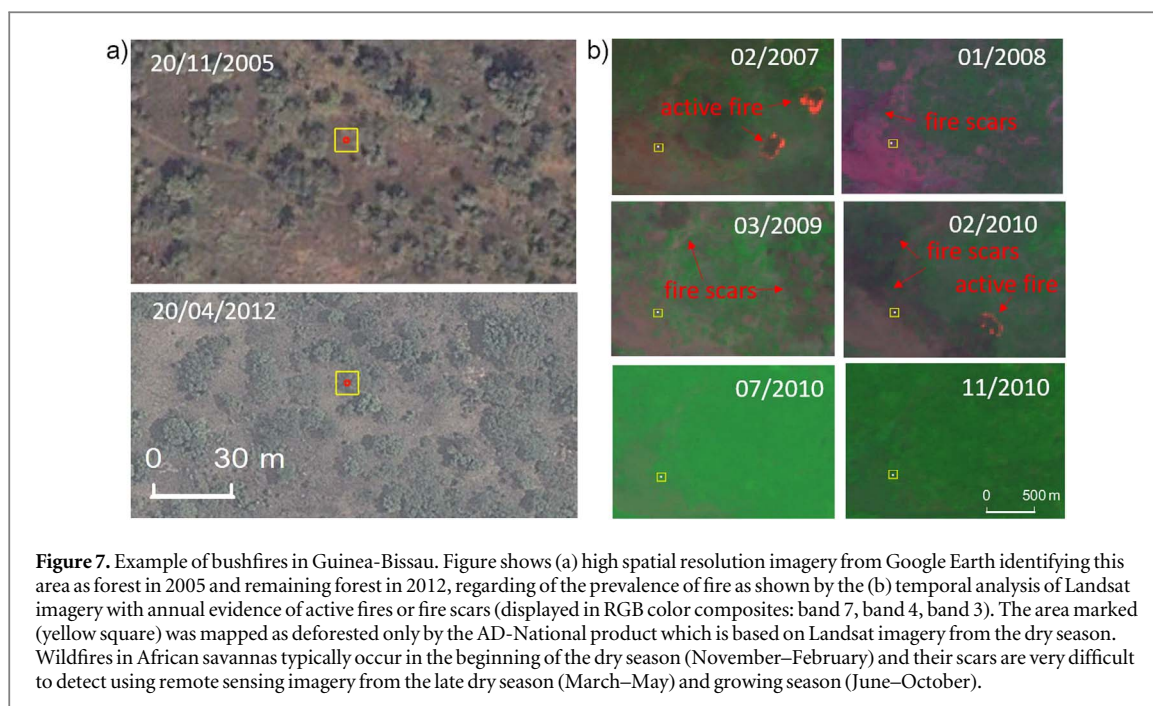 a)
20/11/2005
20/04/2012
0 30 m
b)
02/2007
active fire
01/2008
fire scars
03/2009
fire scars
02/2010
fire scars
active fire
07/2010
11/2010
0 500 m
Figure 7. Example of bushfires in Guinea-Bissau. Figure shows (a) high spatial resolution imagery from Google Earth identifying this
area as forest in 2005 and remaining forest in 2012, regarding of the prevalence of fire as shown by the (b) temporal analysis of Landsat
imagery with annual evidence of active fires or fire scars (displayed in RGB color composites: band 7, band 4, band 3). The area marked
(yellow square) was mapped as deforested only by the AD-National product which is based on Landsat imagery from the dry season.
Wildfires in African savannas typically occur in the beginning of the dry season (November–February) and their scars are very difficult
to detect using remote sensing imagery from the late dry season (March–May) and growing season (June–October).